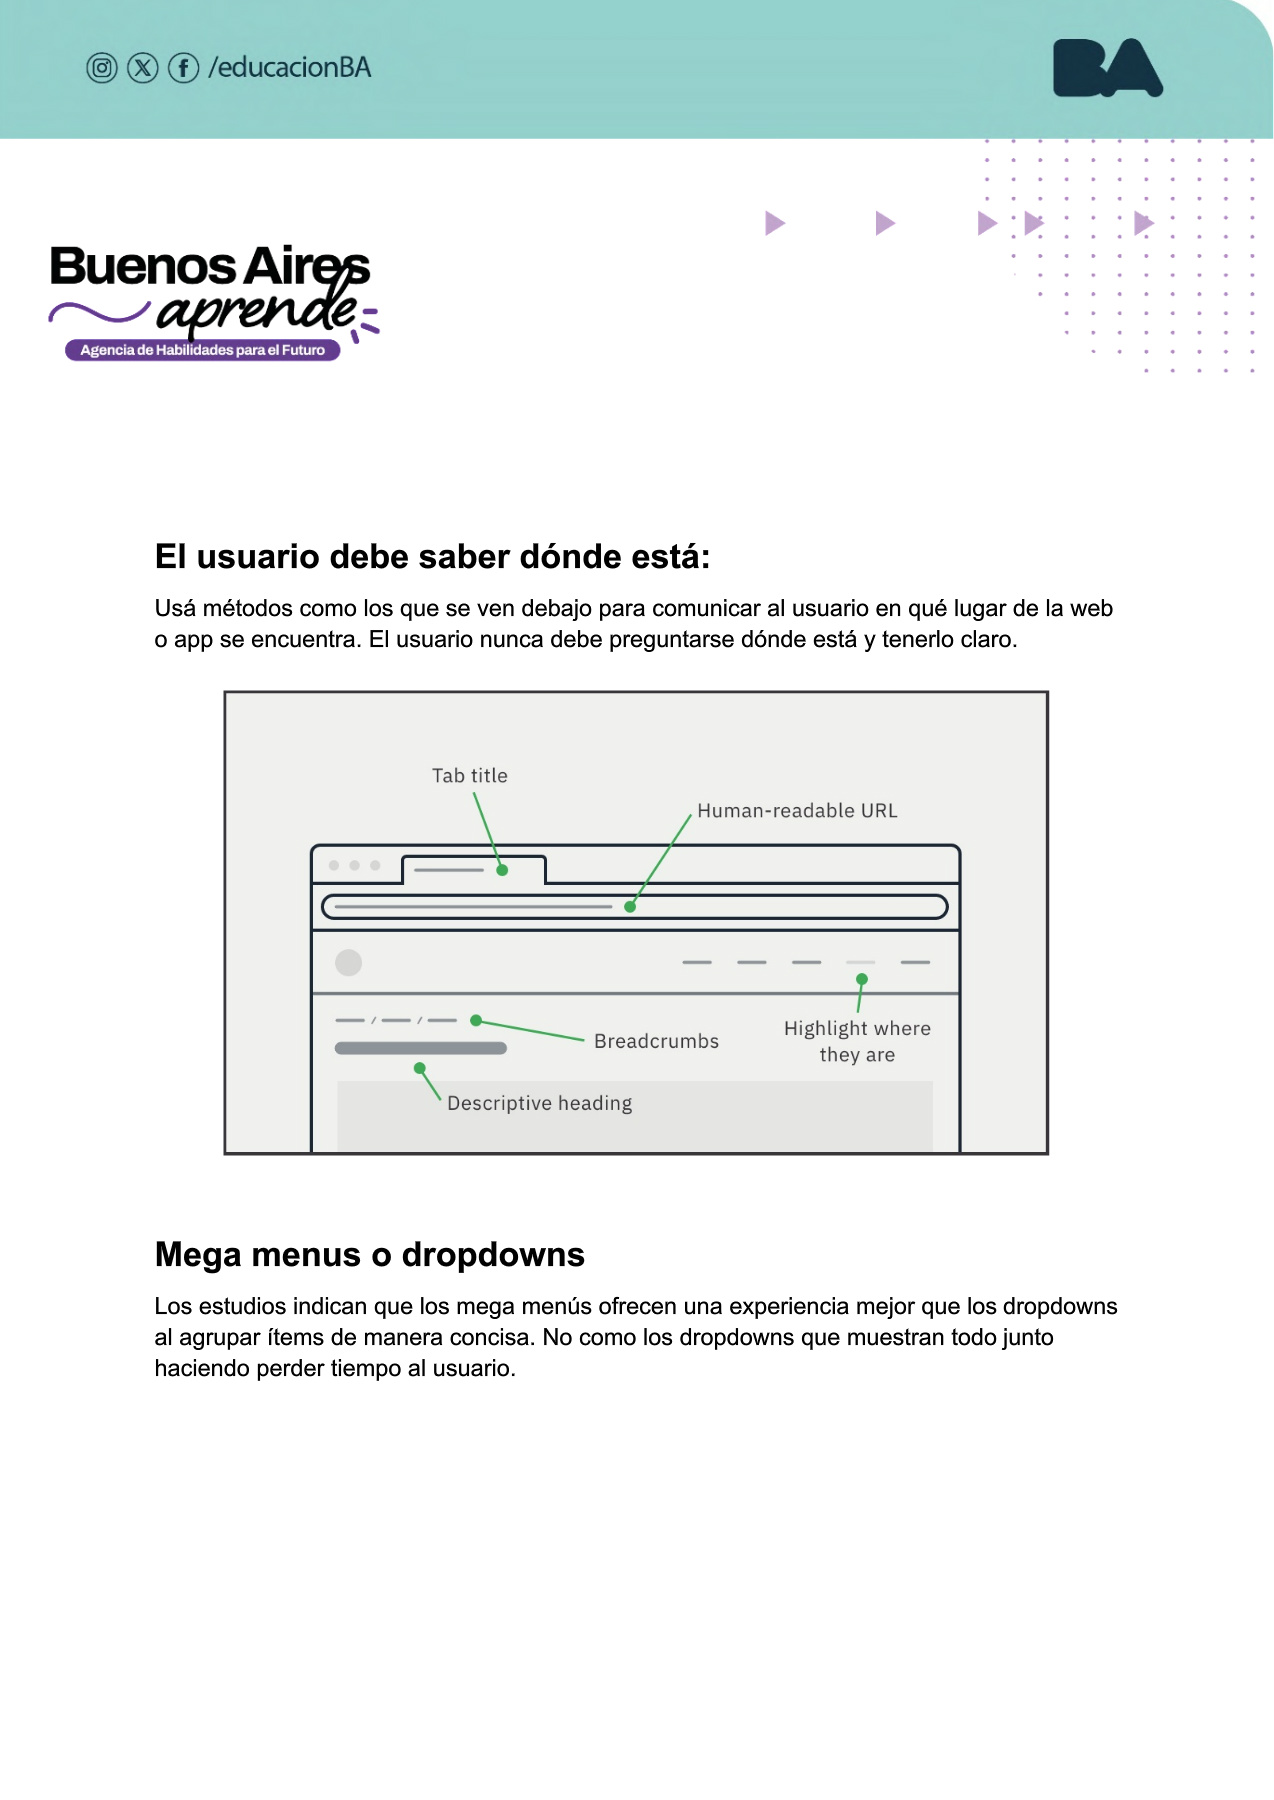 /educacionBA
BA
Buenos Aires
aprende
Agencia de Habilidades para el Futuro
El usuario debe saber dónde está:
Usá métodos como los que se ven debajo para comunicar al usuario en qué lugar de la web
o app se encuentra. El usuario nunca debe preguntarse dónde está y tenerlo claro.
Tab title
Human-readable URL
Highlight where
they are
Breadcrumbs
Descriptive heading
Mega menus o dropdowns
Los estudios indican que los mega menús ofrecen una experiencia mejor que los dropdowns
al agrupar ítems de manera concisa. No como los dropdowns que muestran todo junto
haciendo perder tiempo al usuario.